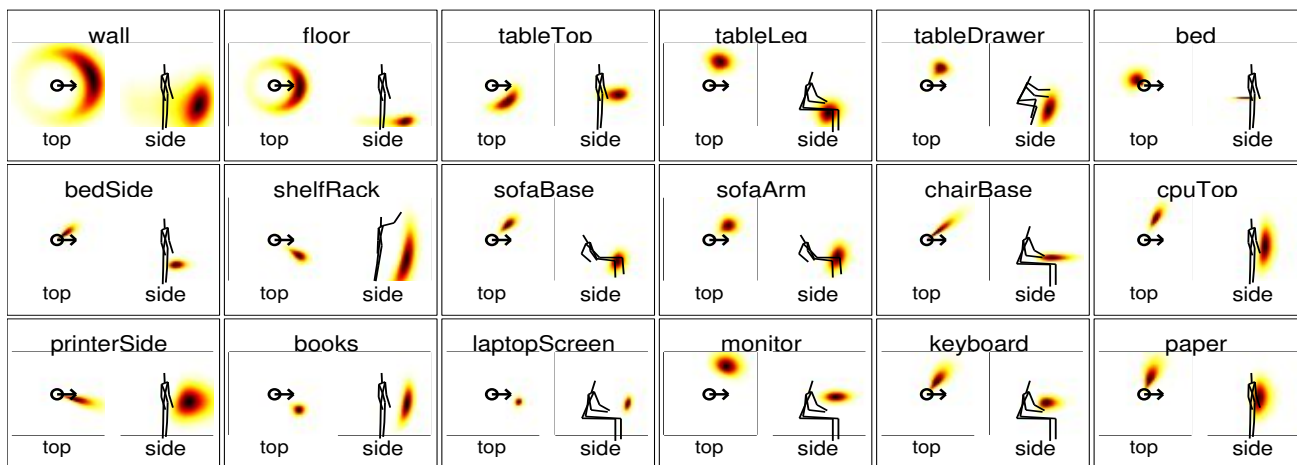 wall floor tableTop tableLeg tableDrawer bed
top side top side top side top side top side top side
bedSide shelfRack sofaBase sofaArm chairBase cpuTop
top side top side top side top side top side top side
printerSide books laptopScreen monitor keyboard paper
top side top side top side top side top side top side